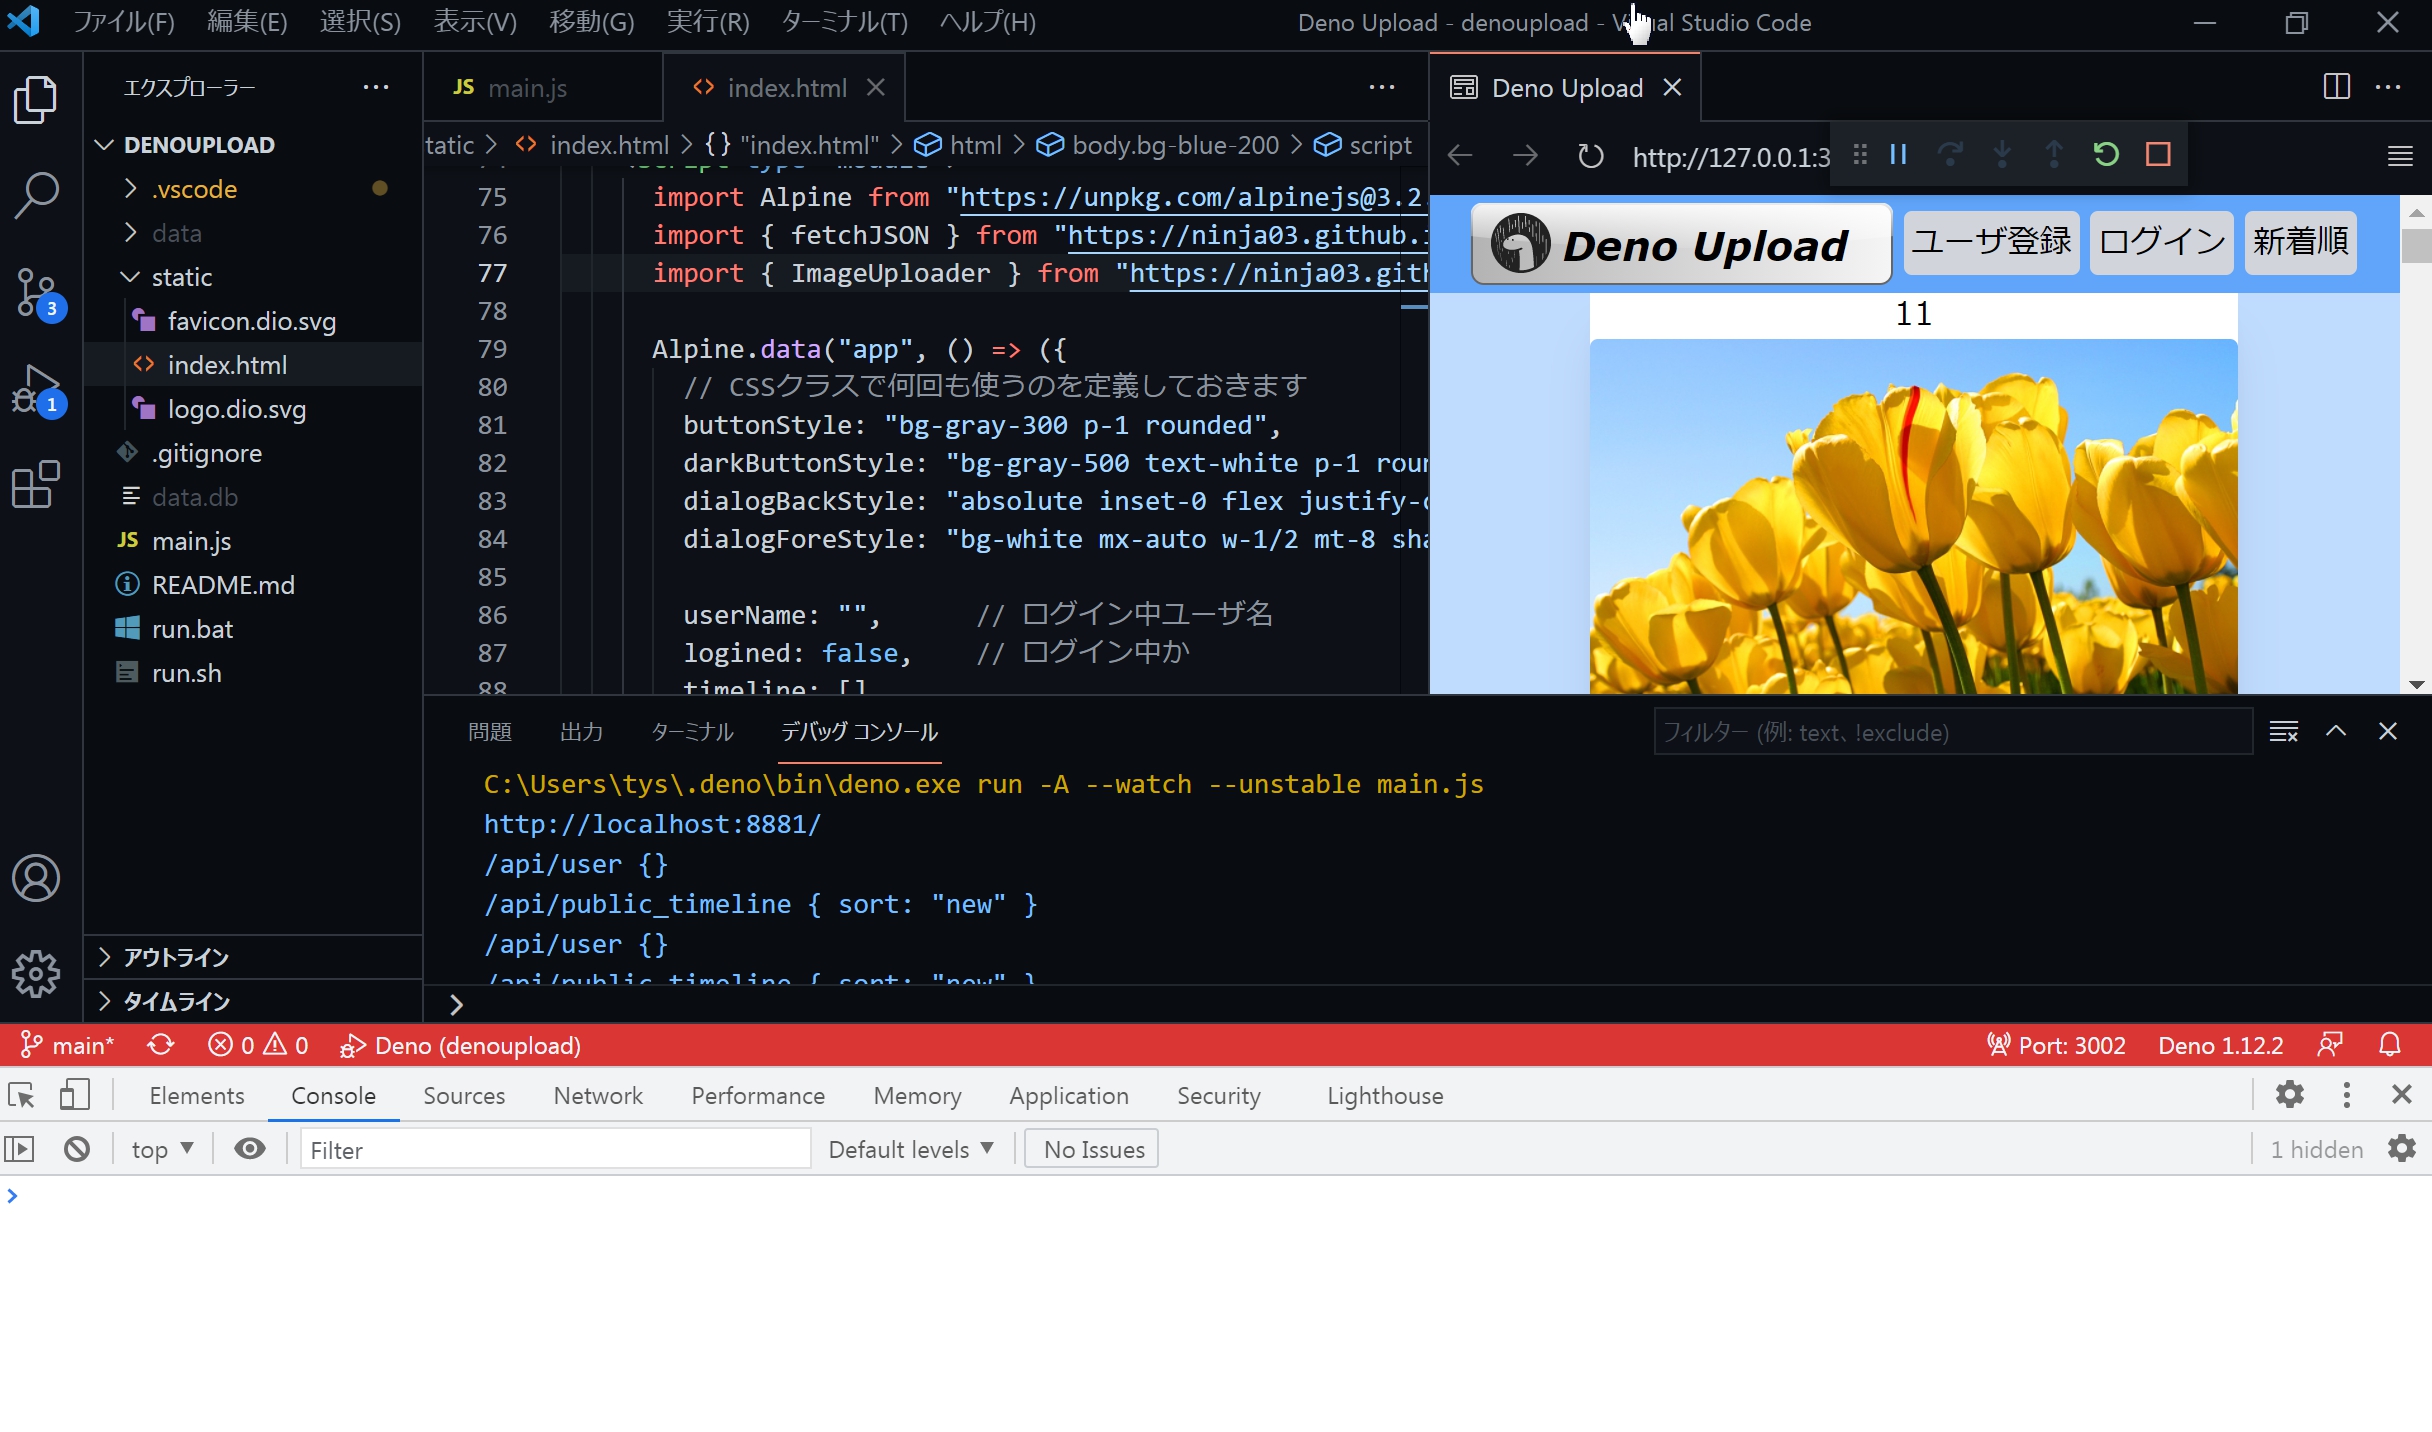 ファイル(F) 編集(E) 選択(S) 表示(V) 移動(G) 実行(R) ターミナル(T) ヘルプ(H) Deno Upload - denoupload - Visual Studio Code
エクスプローラー
DENOUPLOAD
.vscode
data
static
favicon.dio.svg
index.html
logo.dio.svg
.gitignore
data.db
JS main.js
README.md
run.bat
run.sh
アウトライン
タイムライン
3
1
JS main.js
index.html
tatic > index.html > {} "index.html" > html > body.bg-blue-200 > script
75 import Alpine from "https://unpkg.com/alpinejs@3.2.
76 import { fetchJSON } from "https://ninja03.github.
77 import { ImageUploader } from "https://ninja03.gith
78
79 Alpine.data("app", () => ({
80 // CSSクラスで何回も使うのを定義しておきます
81 buttonStyle: "bg-gray-300 p-1 rounded",
82 darkButtonStyle: "bg-gray-500 text-white p-1 roun
83 dialogBackStyle: "absolute inset-0 flex justify-c
84 dialogForeStyle: "bg-white mx-auto w-1/2 mt-8 sha
85
86 userName: "", // ログイン中ユーザ名
87 logined: false, // ログイン中か
88 timeline: []
Deno Upload
http://127.0.0.1:3
Deno Upload ユーザ登録 ログイン 新着順
11
問題 出力 ターミナル デバッグ コンソール フィルター (例: text、!exclude)
C:\Users\tys\.deno\bin\deno.exe run -A --watch --unstable main.js
http://localhost:8881/
/api/user {}
/api/public_timeline { sort: "new" }
/api/user {}
/api/public_timeline { sort: "new" }
main* 0 0 Deno (denoupload) Port: 3002 Deno 1.12.2
Elements Console Sources Network Performance Memory Application Security Lighthouse
top Filter Default levels No Issues 1 hidden